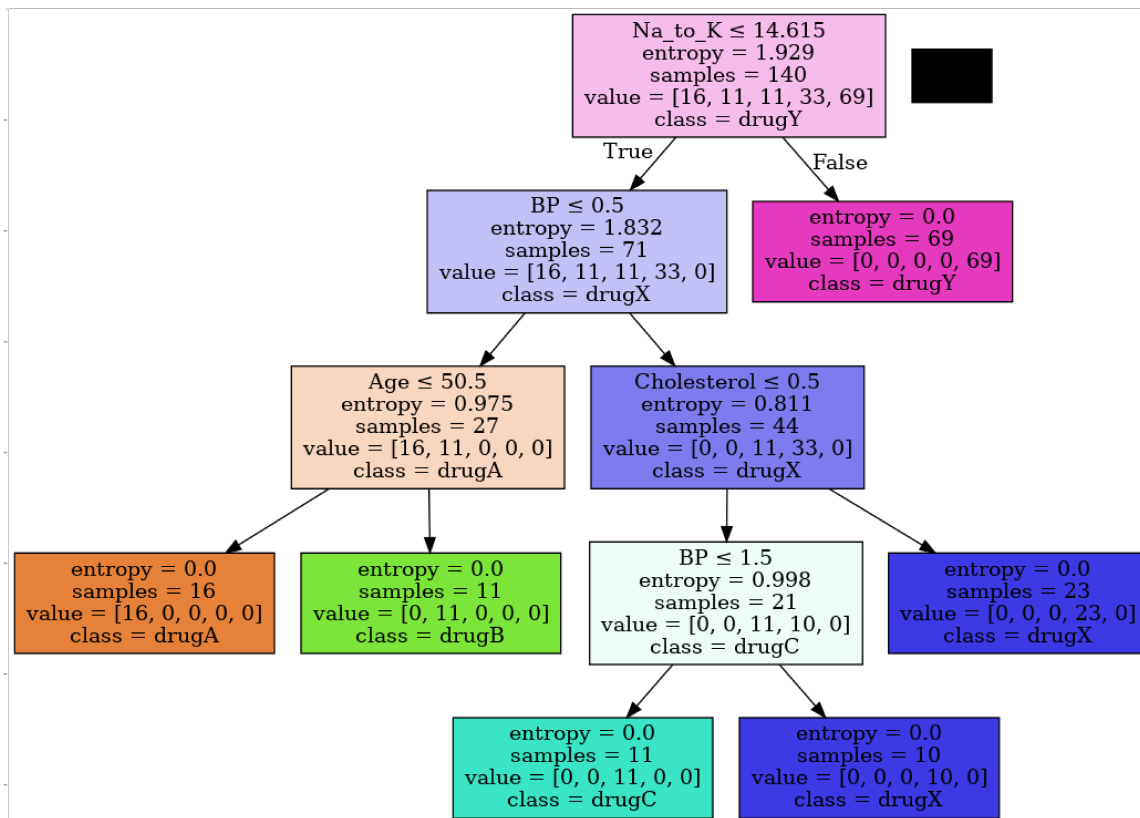 Na_to_K ≤ 14.615
entropy = 1.929
samples = 140
value = [16, 11, 11, 33, 69]
class = drugY
True
False
BP ≤ 0.5
entropy = 1.832
samples = 71
value = [16, 11, 11, 33, 0]
class = drugX
entropy = 0.0
samples = 69
value = [0, 0, 0, 0, 69]
class = drugY
Age ≤ 50.5
entropy = 0.975
samples = 27
value = [16, 11, 0, 0, 0]
class = drugA
Cholesterol ≤ 0.5
entropy = 0.811
samples = 44
value = [0, 0, 11, 33, 0]
class = drugX
entropy = 0.0
samples = 16
value = [16, 0, 0, 0, 0]
class = drugA
entropy = 0.0
samples = 11
value = [0, 11, 0, 0, 0]
class = drugB
BP ≤ 1.5
entropy = 0.998
samples = 21
value = [0, 0, 11, 10, 0]
class = drugC
entropy = 0.0
samples = 23
value = [0, 0, 0, 23, 0]
class = drugX
entropy = 0.0
samples = 11
value = [0, 0, 11, 0, 0]
class = drugC
entropy = 0.0
samples = 10
value = [0, 0, 0, 10, 0]
class = drugX